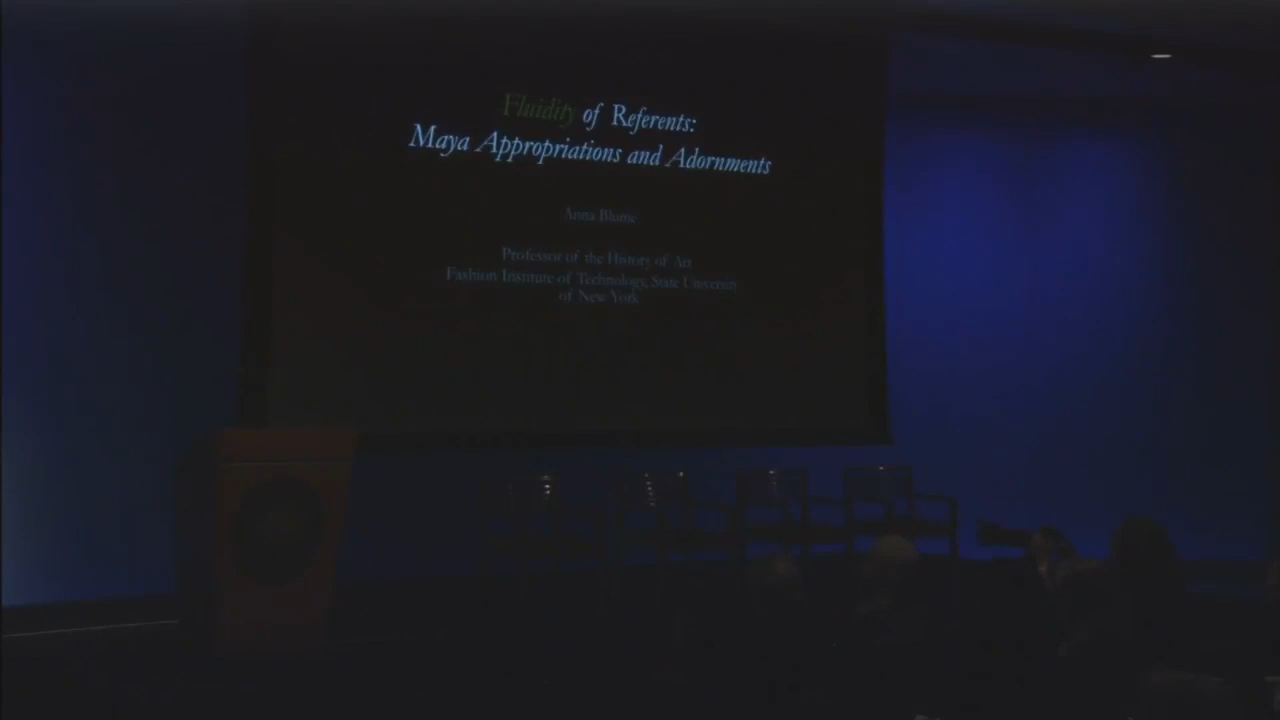 Fluidity of Referents:
Maya Appropriations and Adornments
Anna Blume
Professor of the History of Art
Fashion Institute of Technology, State University
of New York